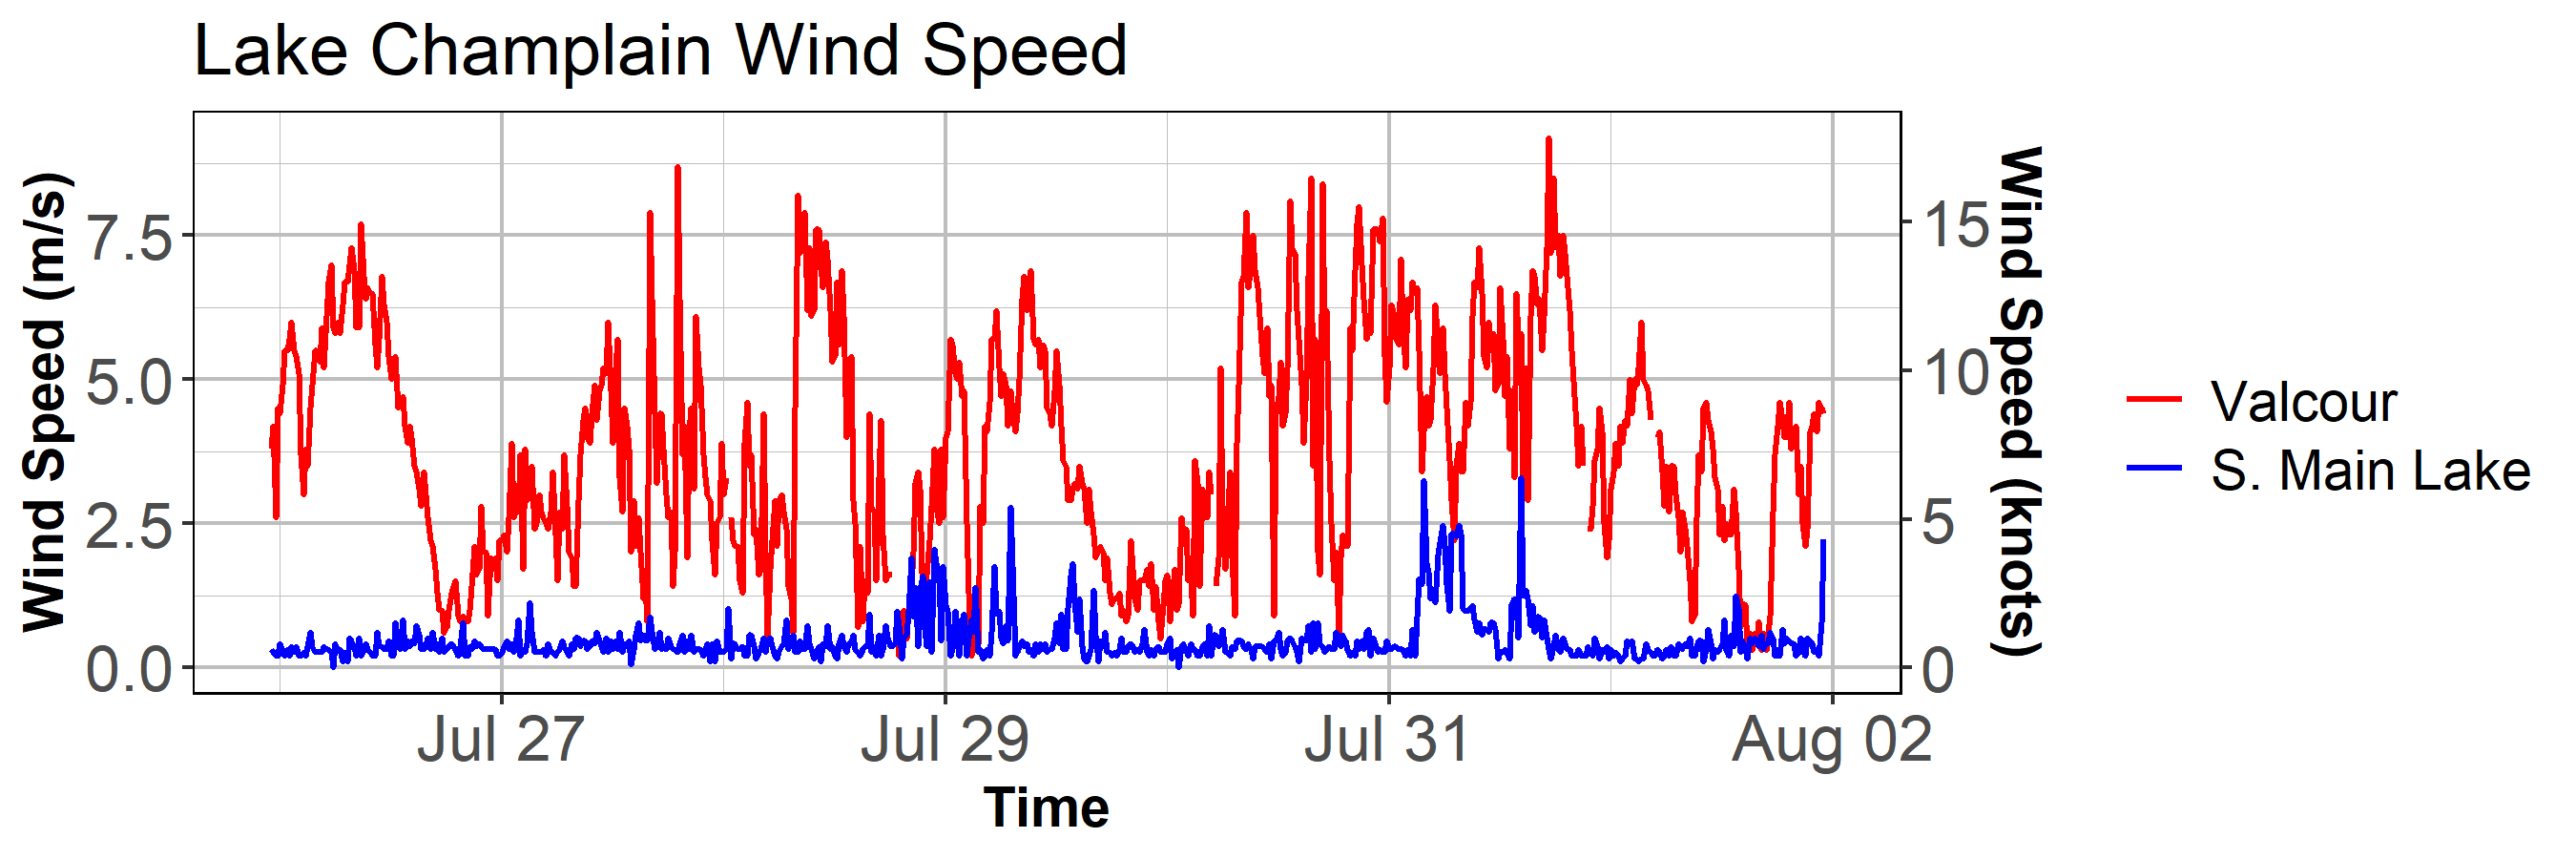 Lake Champlain Wind Speed
Wind Speed (m/s)
7.5
5.0
2.5
0.0
15
10
5
0
Wind Speed (knots)
Jul 27
Jul 29
Jul 31
Aug 02
Time
Valcour
S. Main Lake